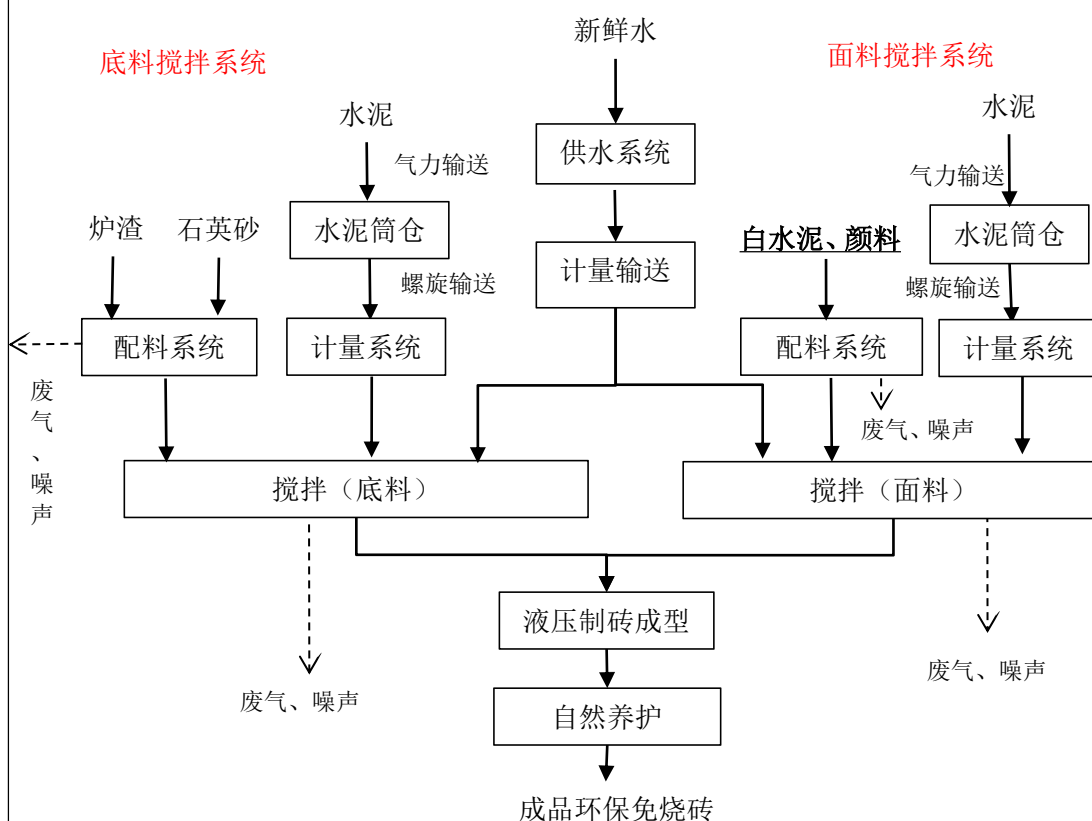 新鲜水
底料搅拌系统
面料搅拌系统
水泥
水泥
供水系统
气力输送
气力输送
炉渣
石英砂
水泥筒仓
白水泥、颜料
水泥筒仓
计量输送
螺旋输送
螺旋输送
配料系统
计量系统
配料系统
计量系统
废气、噪声
废气、噪声
搅拌（底料）
搅拌（面料）
液压制砖成型
废气、噪声
废气、噪声
自然养护
成品环保免烧砖